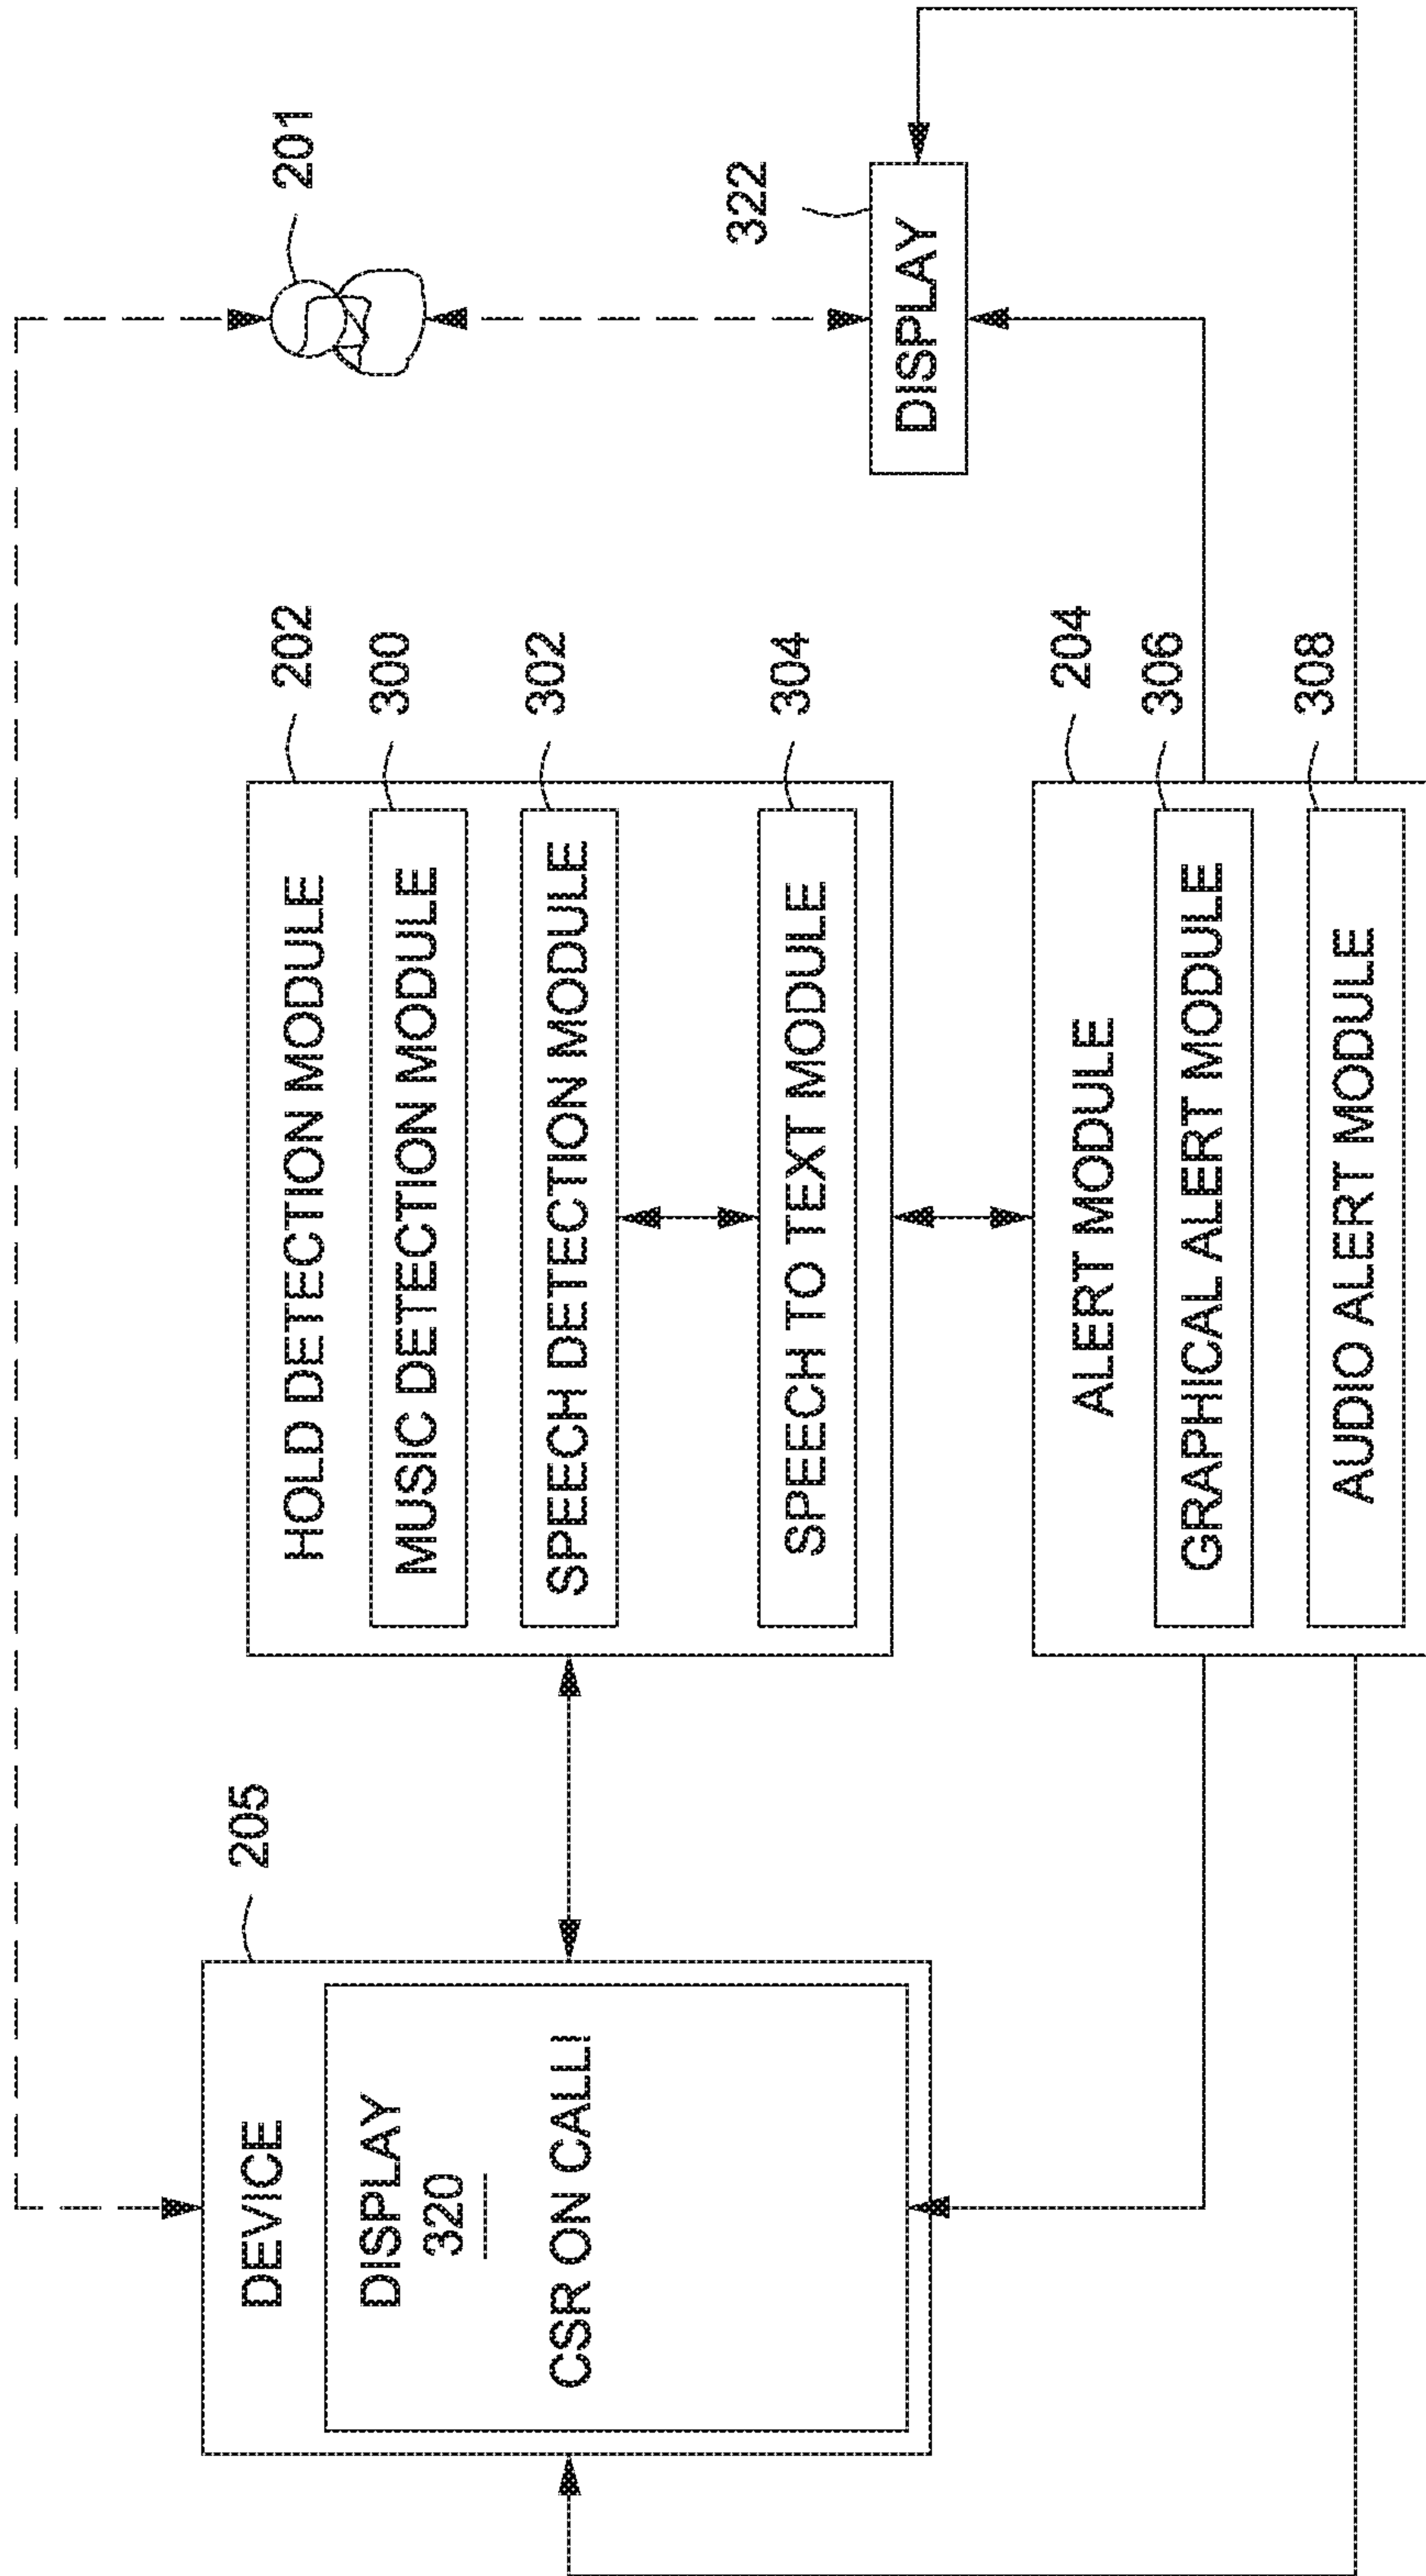 201
205
DEVICE
DISPLAY
320
CSR ON CALL!
202
HOLD DETECTION MODULE
300
MUSIC DETECTION MODULE
302
SPEECH DETECTION MODULE
304
SPEECH TO TEXT MODULE
322
DISPLAY
204
ALERT MODULE
306
GRAPHICAL ALERT MODULE
308
AUDIO ALERT MODULE